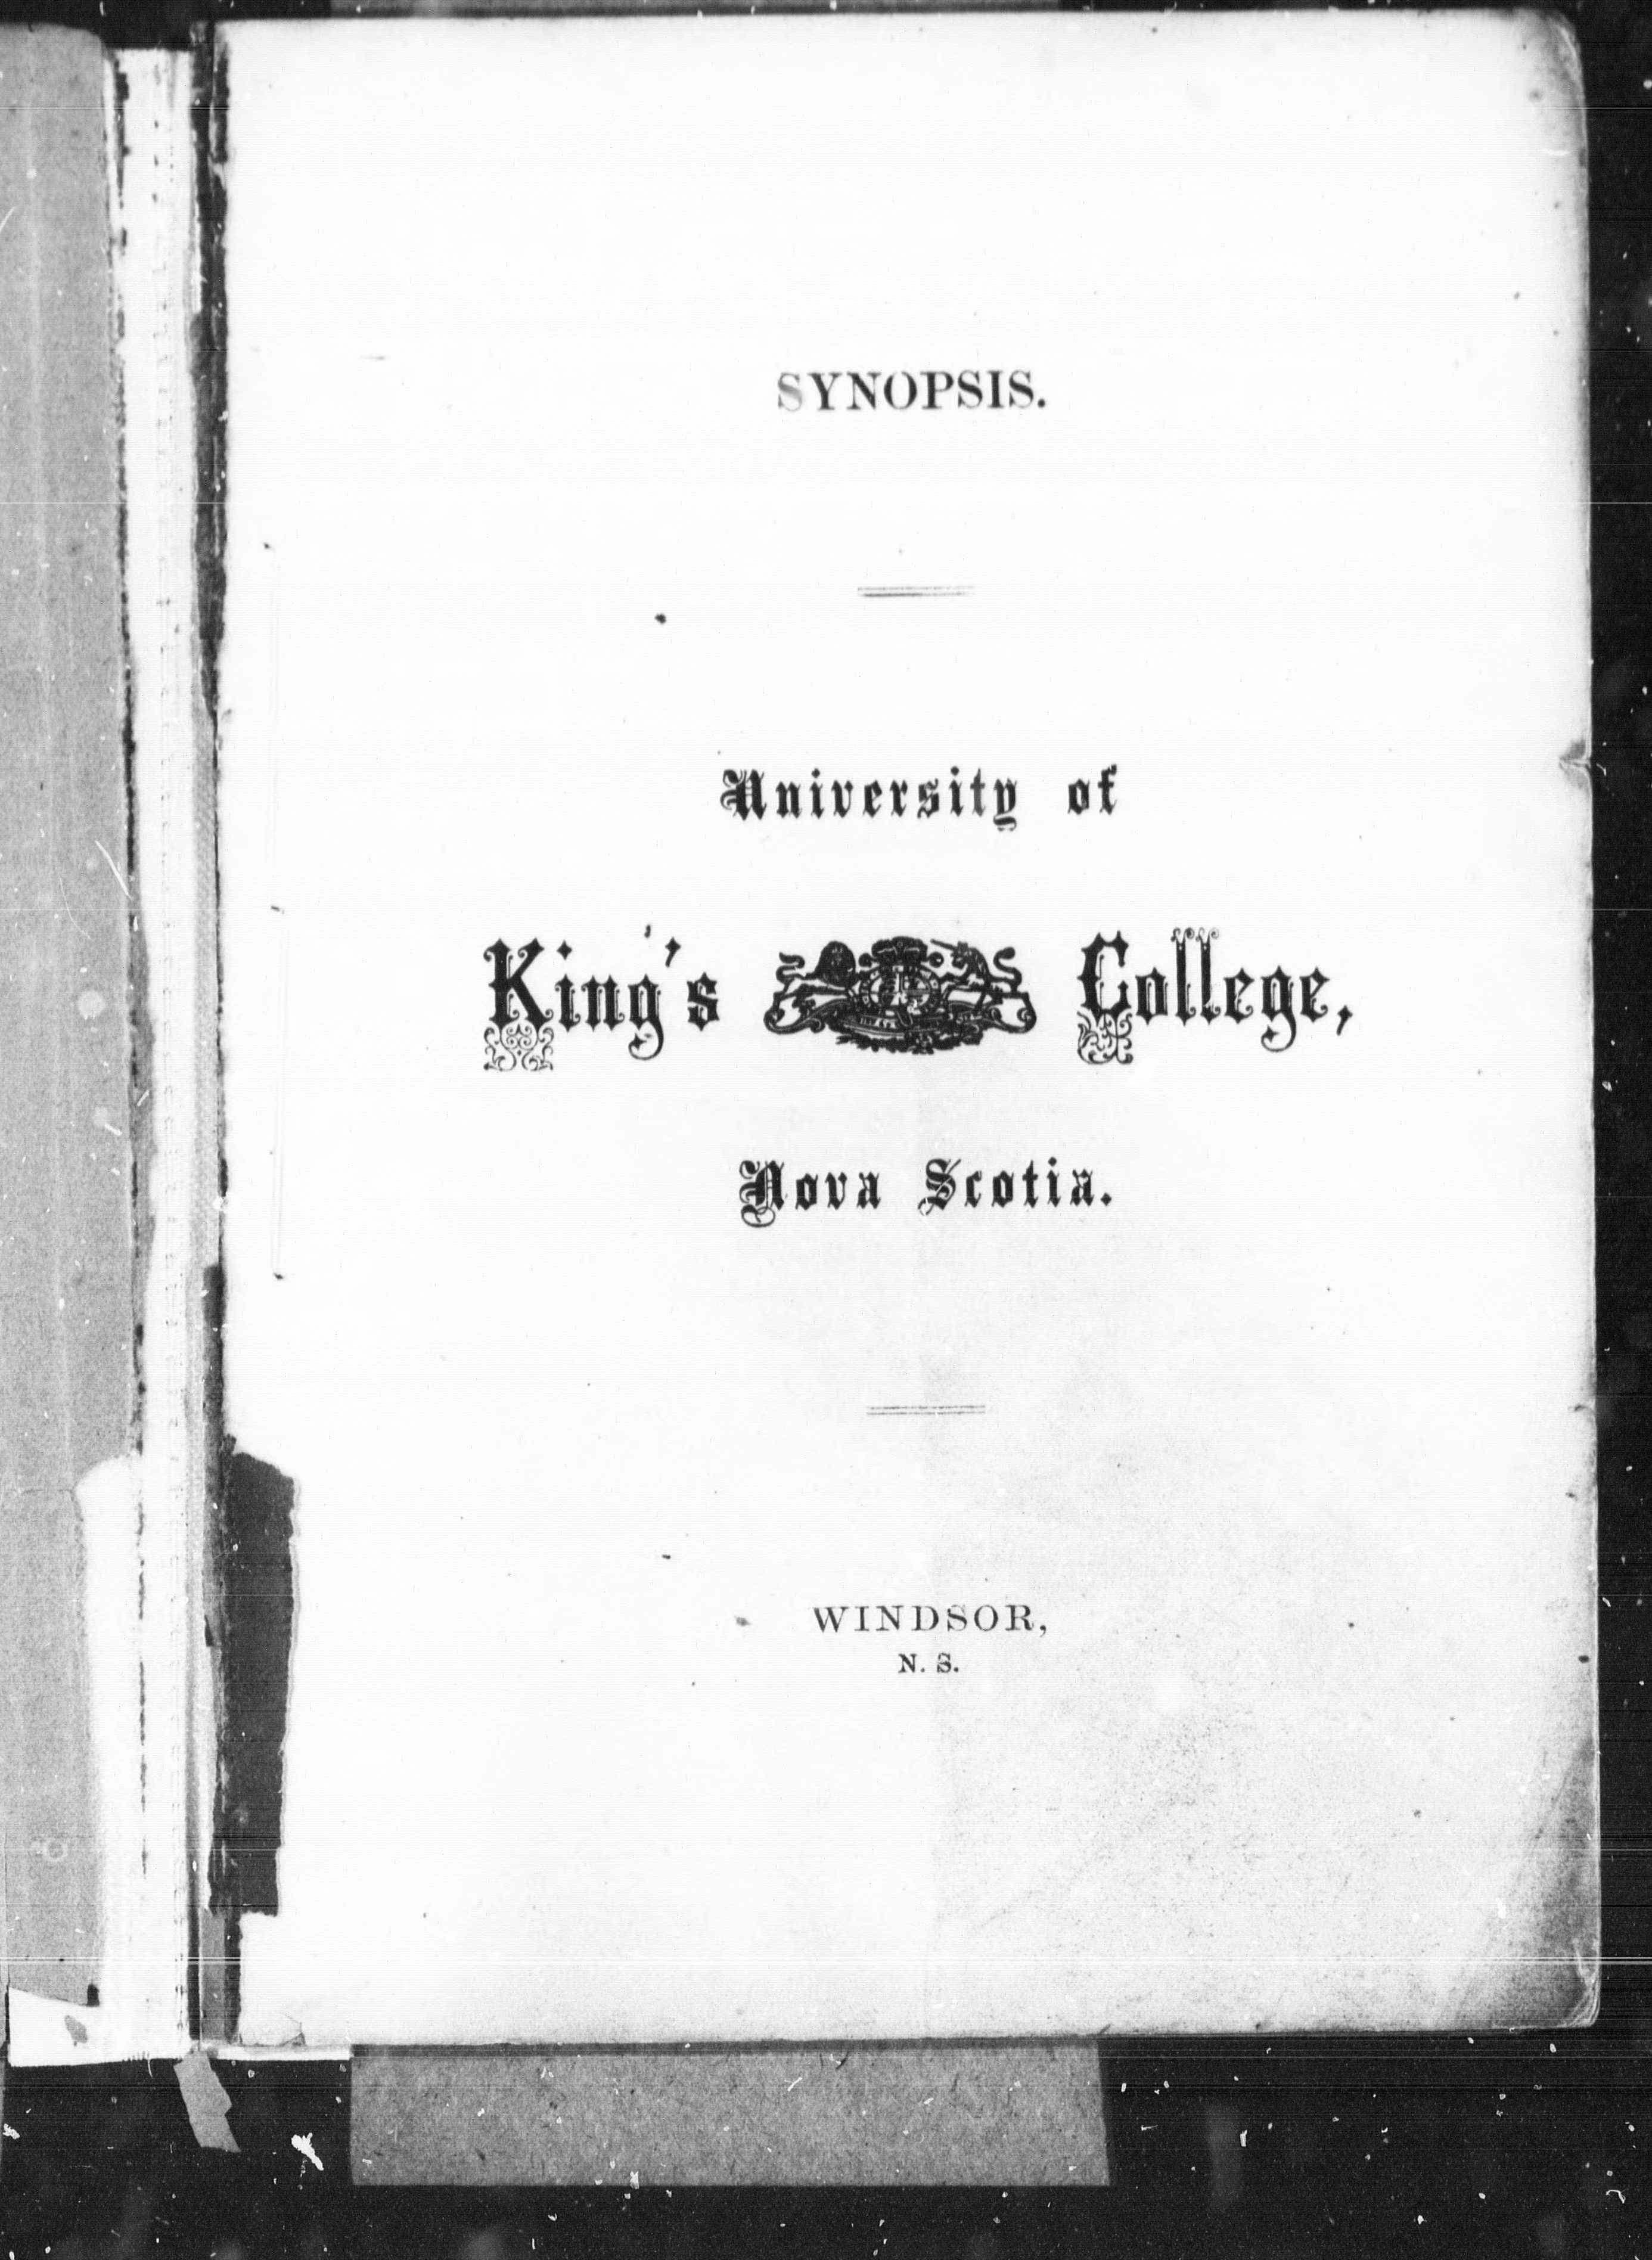 SYNOPSIS.
University of
King's College,
Nova Scotia.
WINDSOR,
N. S.